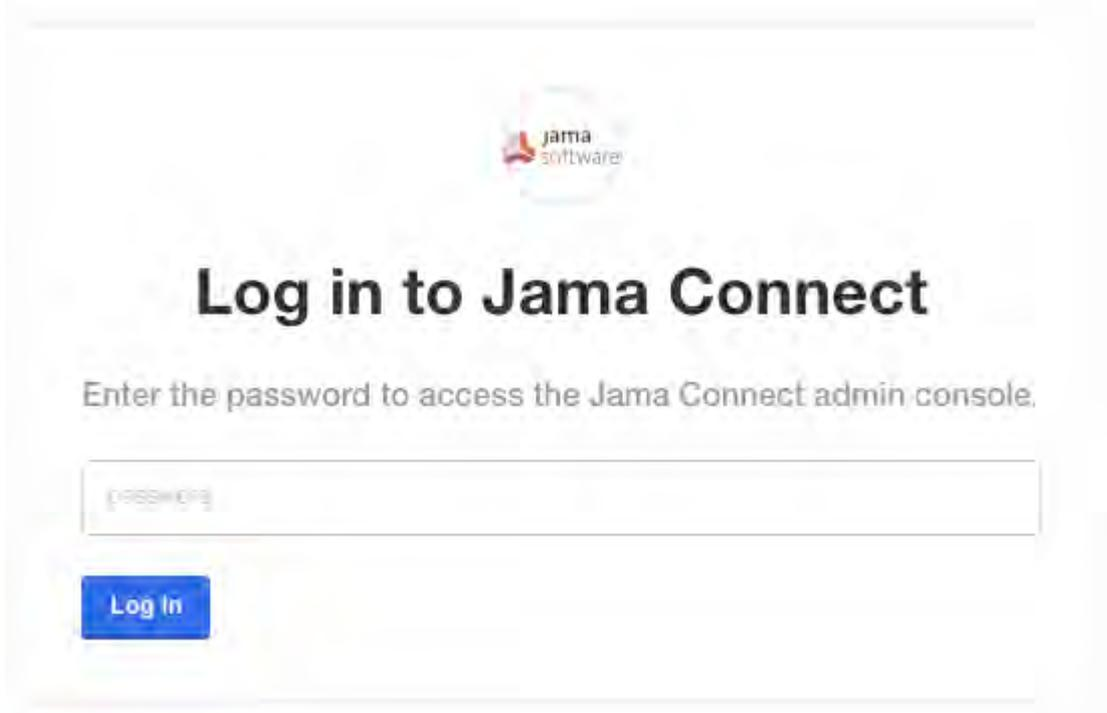 jama
software
Log in to Jama Connect
Enter the password to access the Jama Connect admin console.
password
Log In